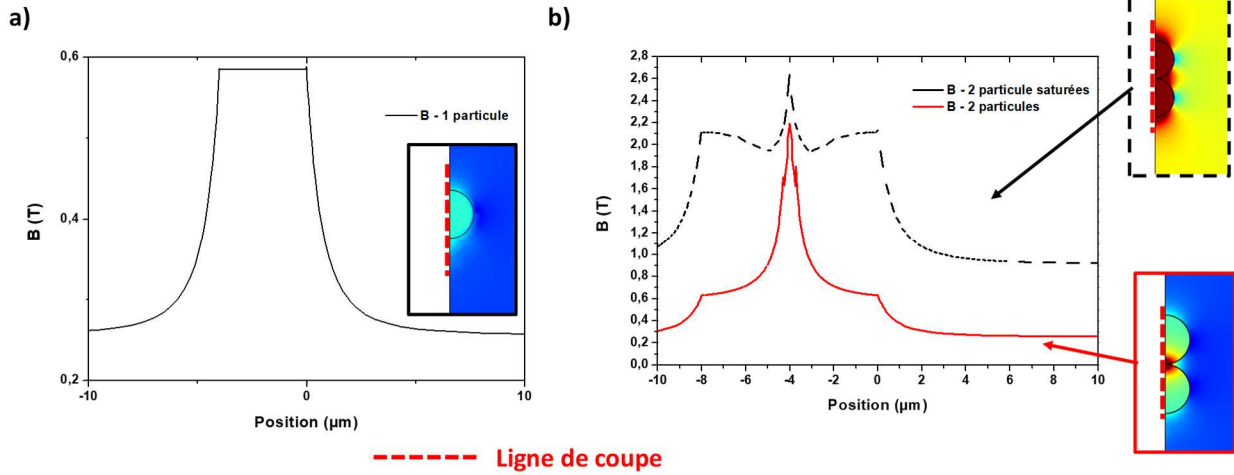 a)
0,6
0,4
0,2
B (T)
B - 1 particule
-10
0
10
Position (µm)
b)
2,8
2,6
2,4
2,2
2,0
1,8
1,6
1,4
1,2
1,0
0,8
0,6
0,4
0,2
0,0
B (T)
B - 2 particule saturées
B - 2 particules
-10 -8 -6 -4 -2 0 2 4 6 8 10
Position (µm)
Ligne de coupe